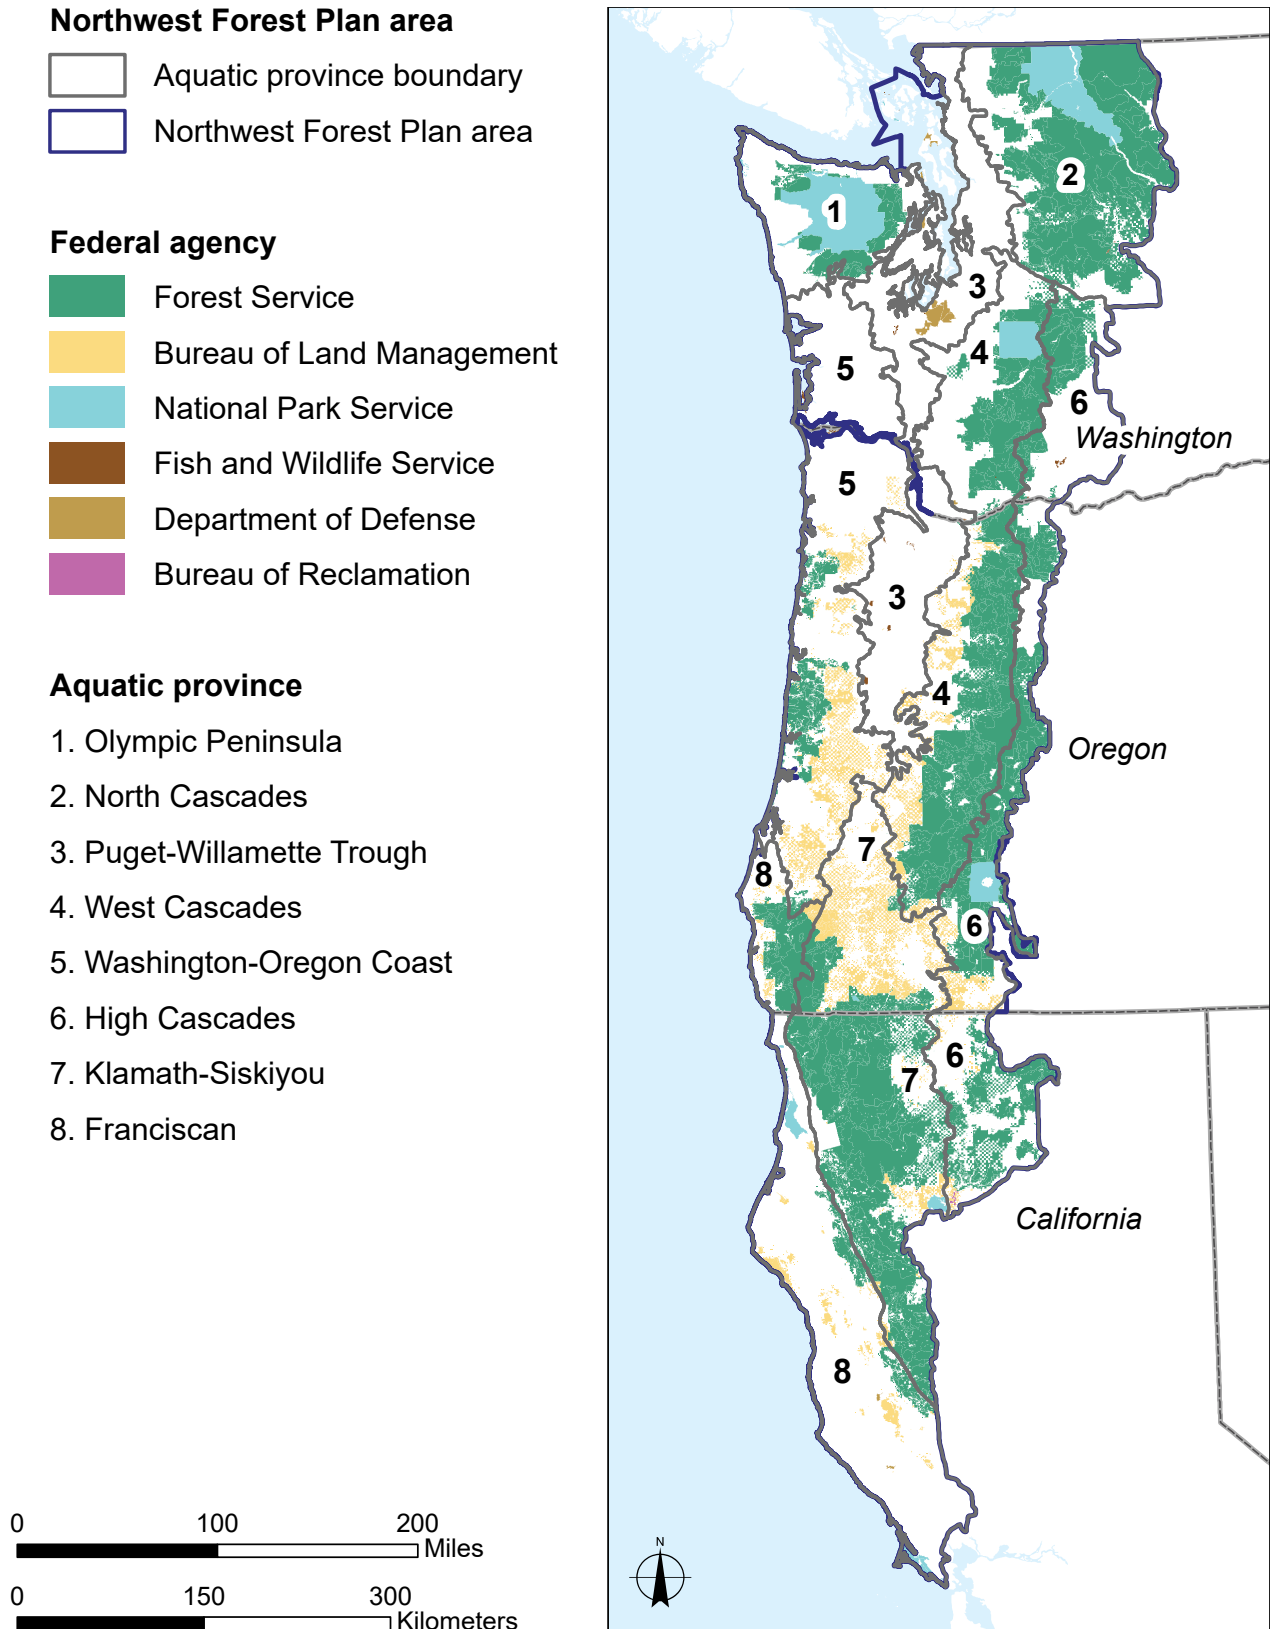 Northwest Forest Plan area
Aquatic province boundary
Northwest Forest Plan area
Federal agency
Forest Service
Bureau of Land Management
National Park Service
Fish and Wildlife Service
Department of Defense
Bureau of Reclamation
Aquatic province
1. Olympic Peninsula
2. North Cascades
3. Puget-Willamette Trough
4. West Cascades
5. Washington-Oregon Coast
6. High Cascades
7. Klamath-Siskiyou
8. Franciscan
0 100 200
Miles
0 150 300
Kilometers
2
1
3
4
5
6
Washington
5
3
4
Oregon
7
8
6
6
7
California
8
N